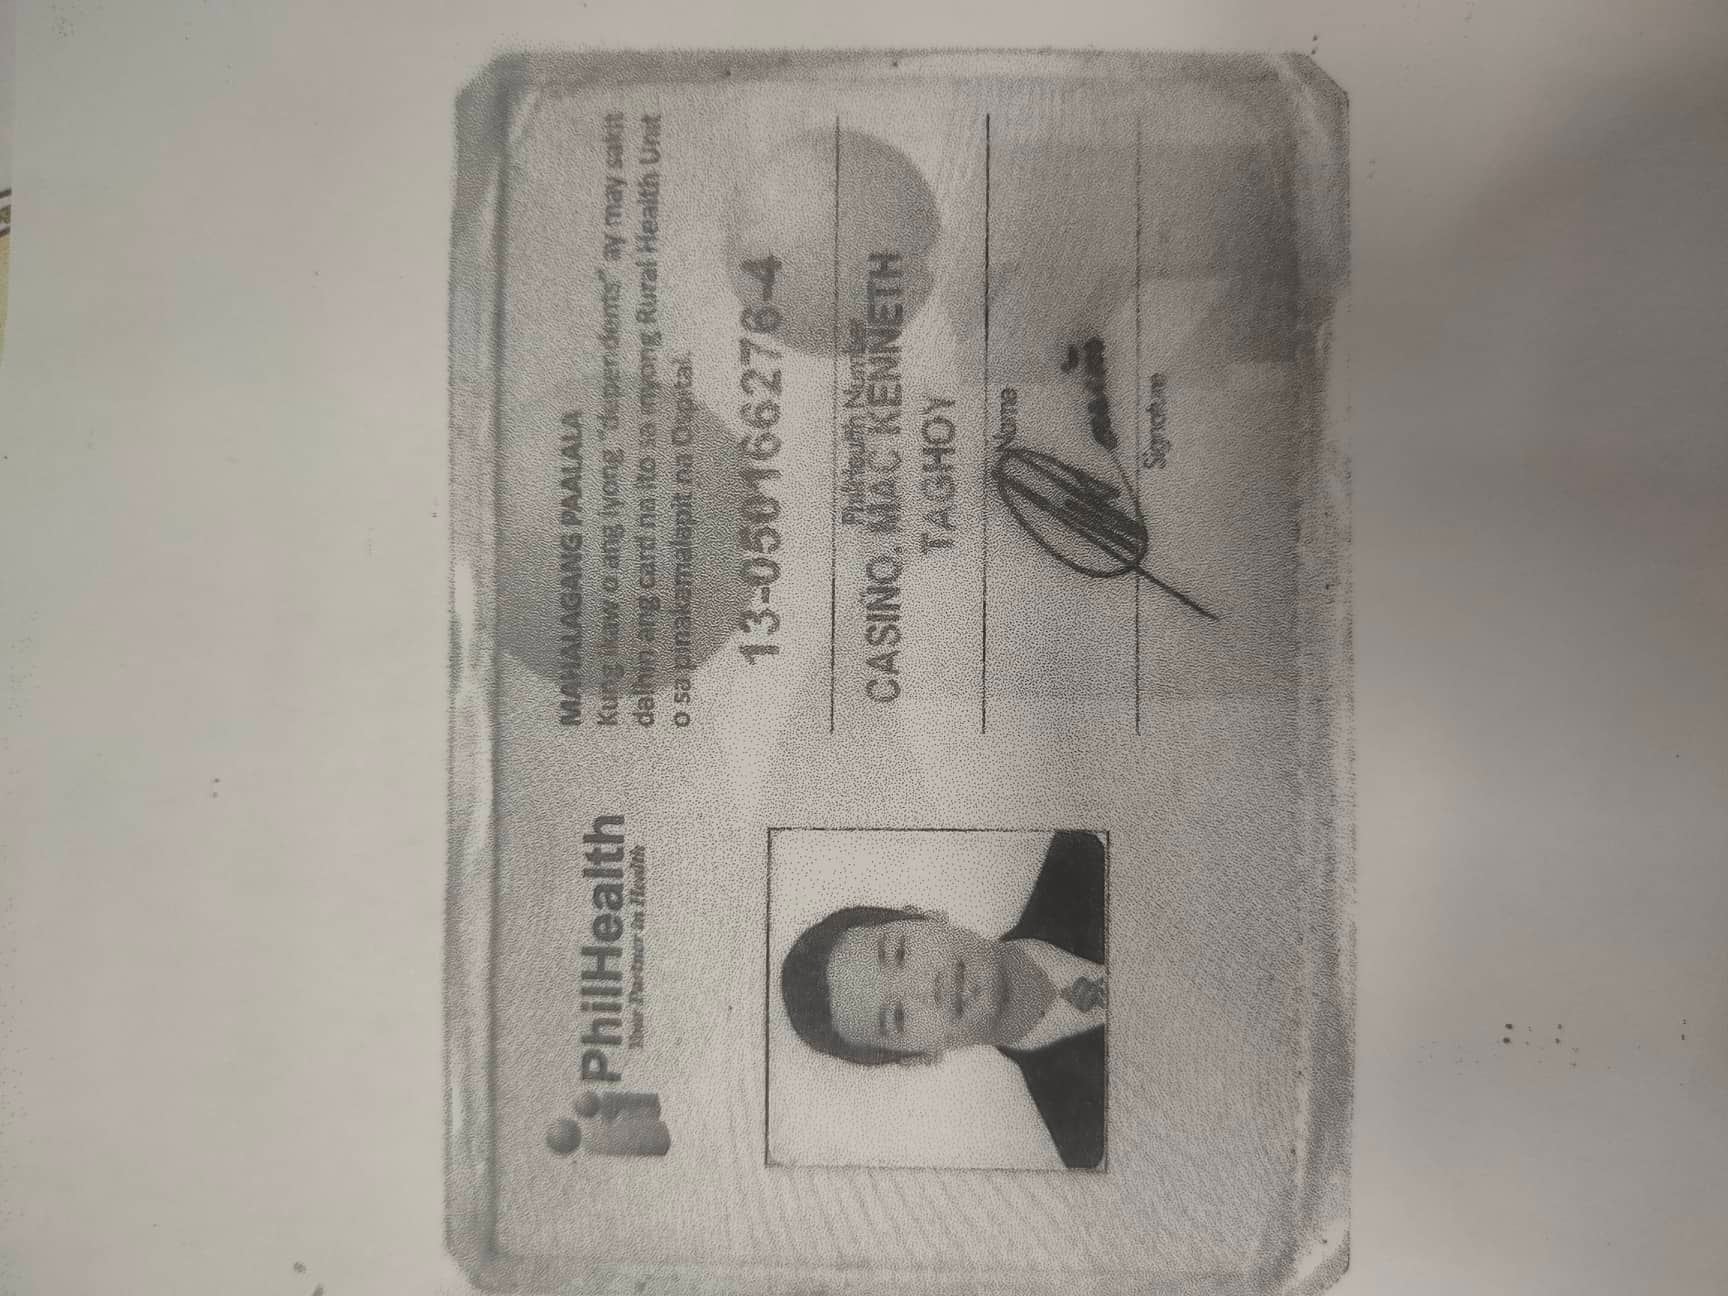 PhilHealth
Your Partner in Health
MAHALAGANG PAALALA
Kung ikaw o ang iyong "dependents" ay may sakit
dalhin ang card na ito sa inyong Rural Health Unit
o sa pinakamalapit na Ospital.
13-050166276-4
PhilHealth Number
CASINO, MAC KENNETH
TAGHOY
Name
Signature